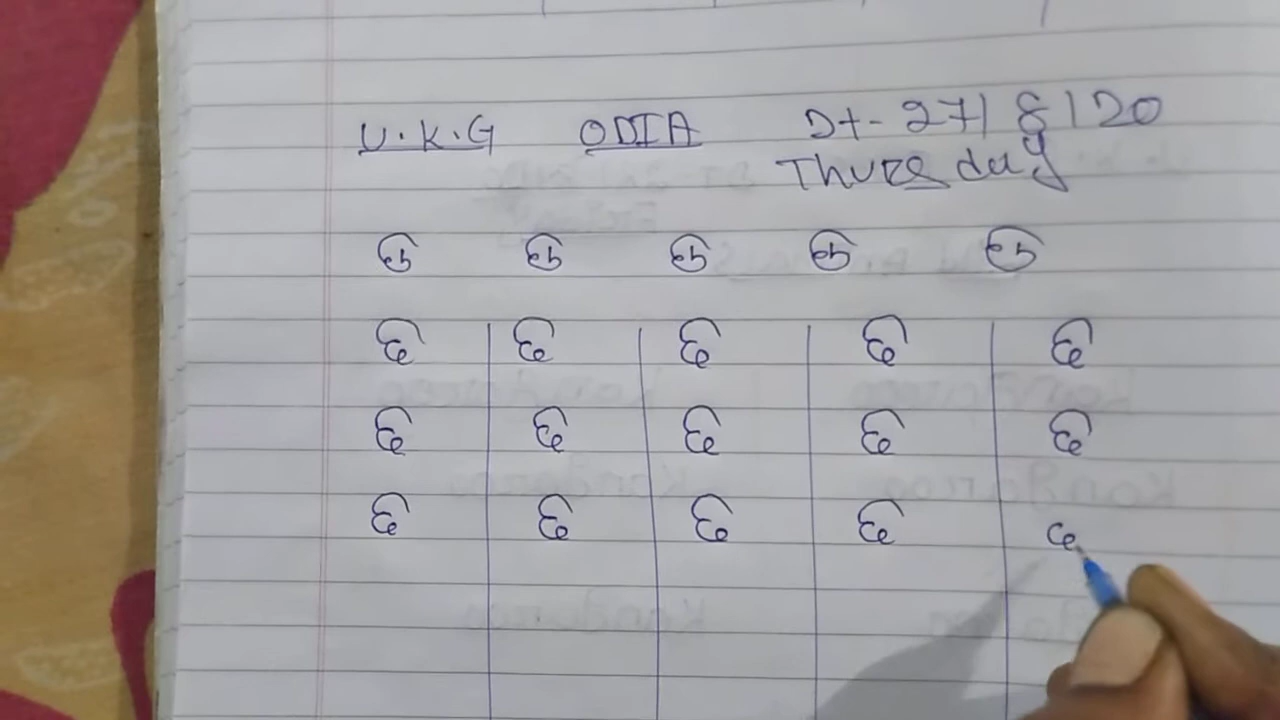 U.K.G ODIA Dt- 27/8/20
Thursday
ଞ ଞ ଞ ଞ ଞ
ଙ ଙ ଙ ଙ ଙ
ଙ ଙ ଙ ଙ ଙ
ଙ ଙ ଙ ଙ